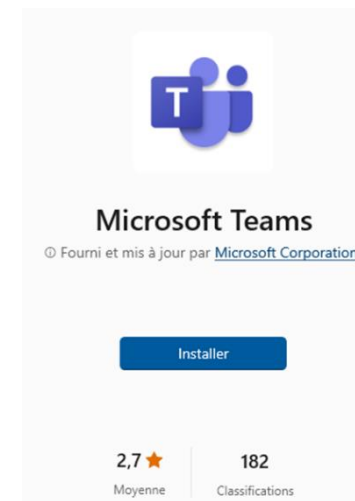 T
Microsoft Teams
Fourni et mis à jour par Microsoft Corporation
Installer
2,7
182
Moyenne
Classifications